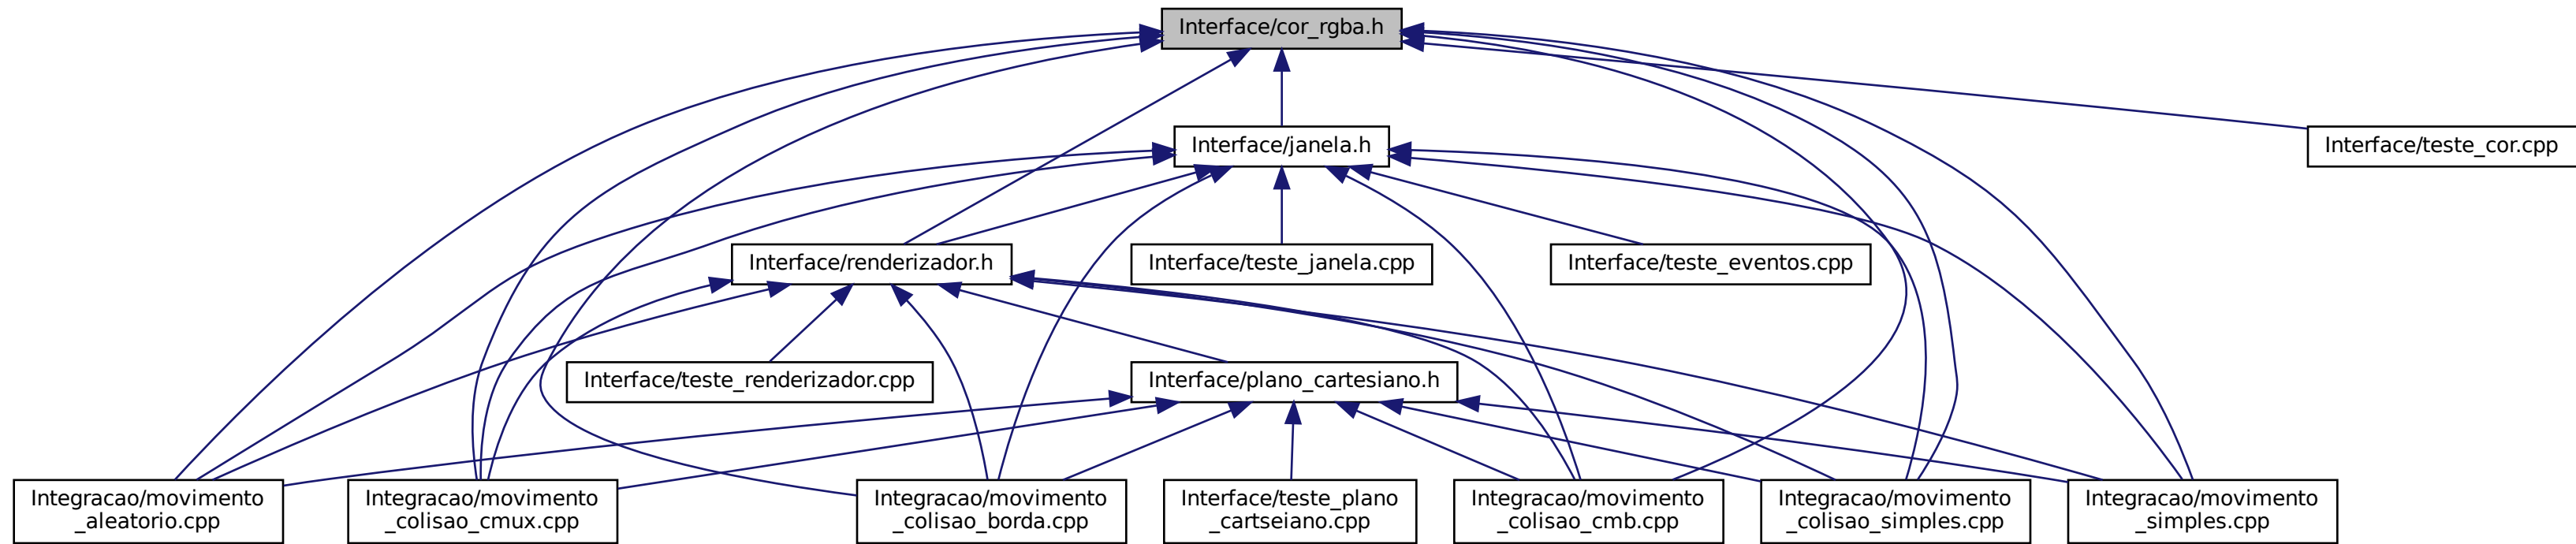 Interface/cor_rgba.h
Interface/janela.h
Interface/teste_cor.cpp
Interface/renderizador.h
Interface/teste_janela.cpp
Interface/teste_eventos.cpp
Interface/teste_renderizador.cpp
Interface/plano_cartesiano.h
Integracao/movimento
_aleatorio.cpp
Integracao/movimento
_colisao_cmux.cpp
Integracao/movimento
_colisao_borda.cpp
Interface/teste_plano
_cartseiano.cpp
Integracao/movimento
_colisao_cmb.cpp
Integracao/movimento
_colisao_simples.cpp
Integracao/movimento
_simples.cpp